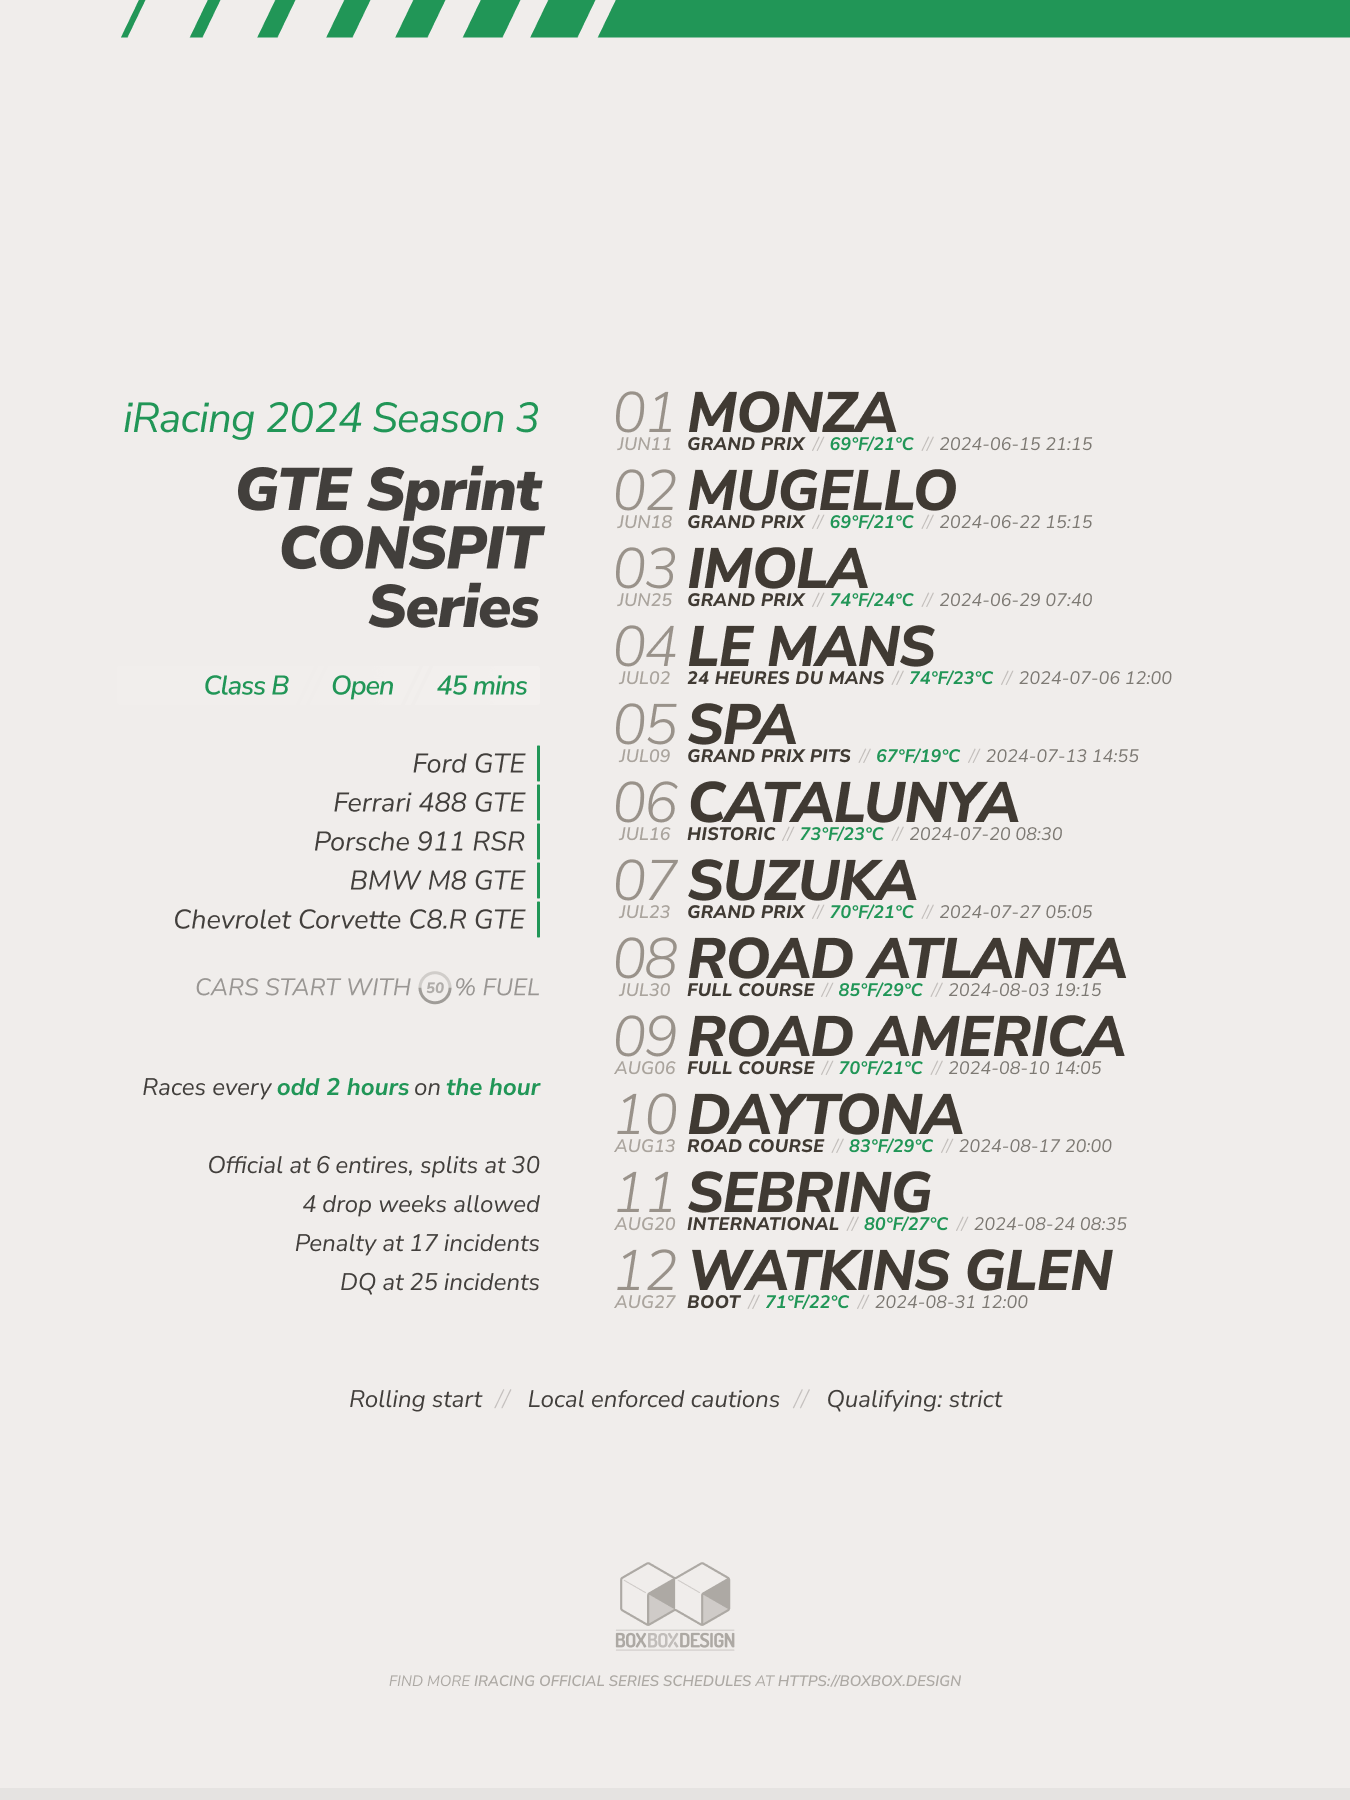 iRacing 2024 Season 3
GTE Sprint
CONSPIT
Series
Class B Open // 45 mins
Ford GTE
Ferrari 488 GTE
Porsche 911 RSR
BMW M8 GTE
Chevrolet Corvette C8.R GTE
CARS START WITH 50 % FUEL
Races every odd 2 hours on the hour
Official at 6 entires, splits at 30
4 drop weeks allowed
Penalty at 17 incidents
DQ at 25 incidents
01 MONZA
JUN11 GRAND PRIX // 69°F/21°C // 2024-06-15 21:15
02 MUGELLO
JUN18 GRAND PRIX // 69°F/21°C // 2024-06-22 15:15
03 IMOLA
JUN25 GRAND PRIX // 74°F/24°C // 2024-06-29 07:40
04 LE MANS
JUL02 24 HEURES DU MANS // 74°F/23°C // 2024-07-06 12:00
05 SPA
JUL09 GRAND PRIX PITS // 67°F/19°C // 2024-07-13 14:55
06 CATALUNYA
JUL16 HISTORIC // 73°F/23°C // 2024-07-20 08:30
07 SUZUKA
JUL23 GRAND PRIX // 70°F/21°C // 2024-07-27 05:05
08 ROAD ATLANTA
JUL30 FULL COURSE // 85°F/29°C // 2024-08-03 19:15
09 ROAD AMERICA
AUG06 FULL COURSE // 70°F/21°C // 2024-08-10 14:05
10 DAYTONA
AUG13 ROAD COURSE // 83°F/29°C // 2024-08-17 20:00
11 SEBRING
AUG20 INTERNATIONAL // 80°F/27°C // 2024-08-24 08:35
12 WATKINS GLEN
AUG27 BOOT // 71°F/22°C // 2024-08-31 12:00
Rolling start // Local enforced cautions // Qualifying: strict
BOXBOXDESIGN
FIND MORE IRACING OFFICIAL SERIES SCHEDULES AT HTTPS://BOXBOX.DESIGN